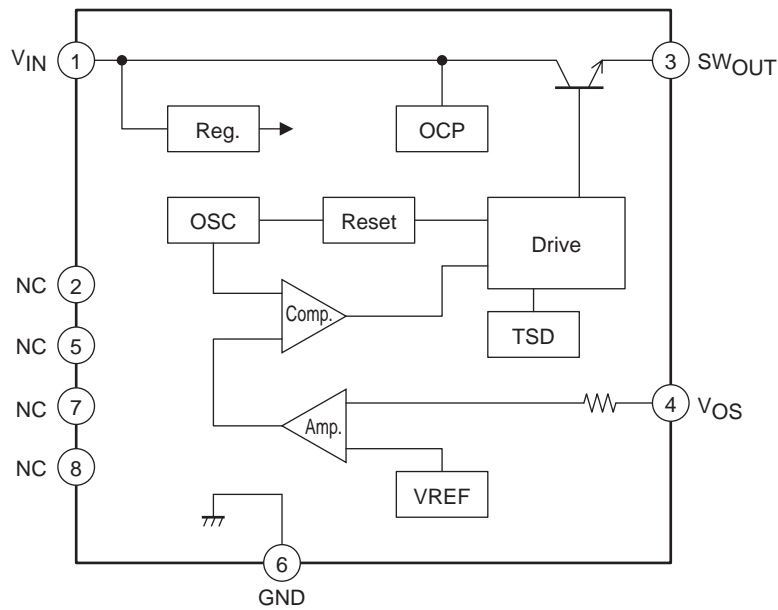 VIN 1
3 SWOUT
Reg.
OCP
OSC
Reset
Drive
NC 2
Comp.
TSD
NC 5
NC 7
4 VOS
Amp.
NC 8
VREF
6
GND